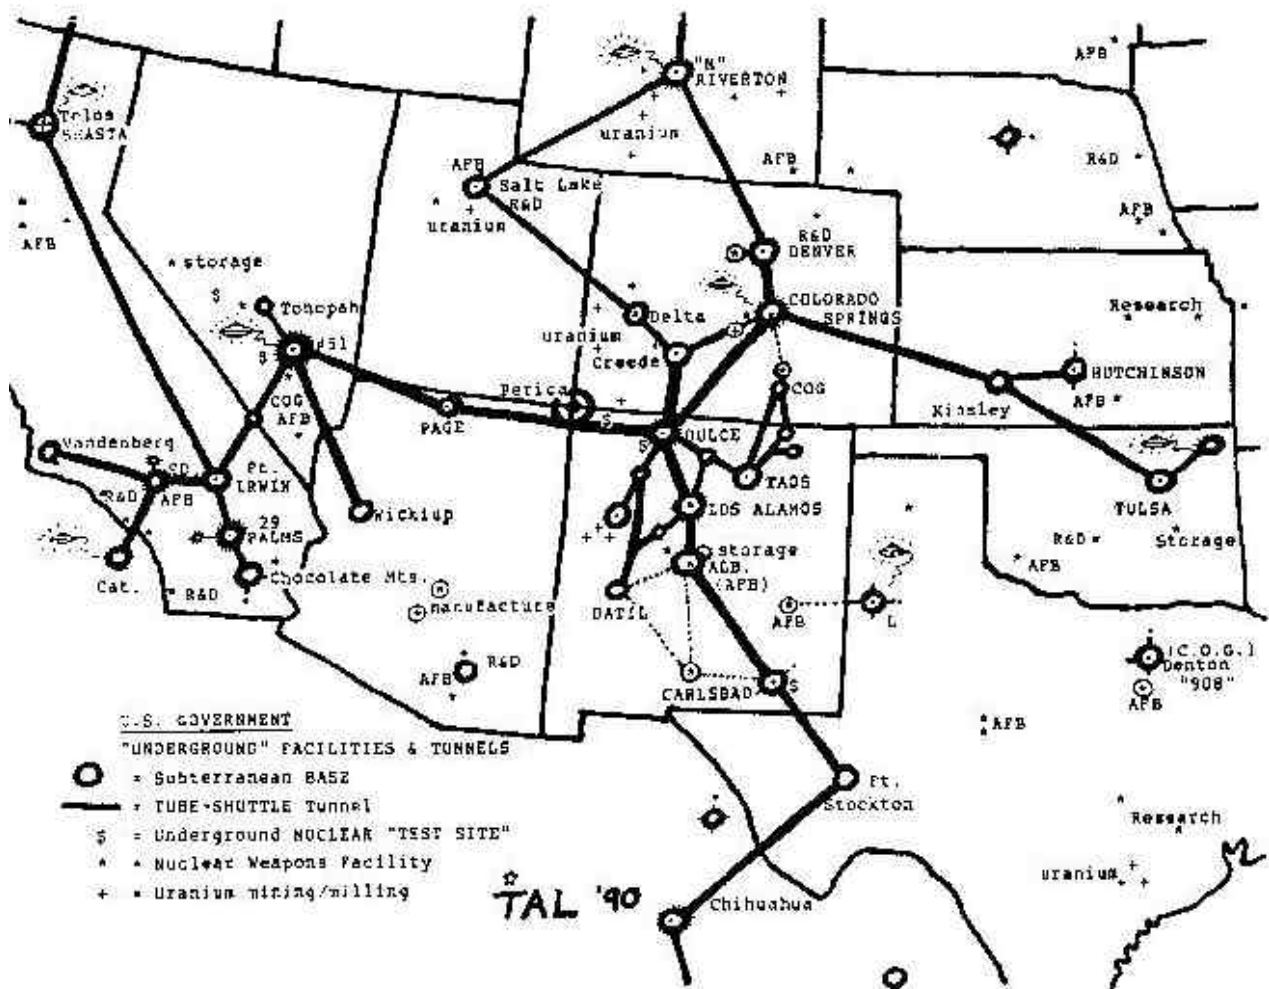 "M"
RIVERTON
AFB
uranium
Telos
SHASTA
AFB
Salt Lake
R&D
uranium
AFB
R&D
AFB
AFB
R&D
DENVER
storage
$
Tonopah
#51
$
Delta
uranium
Creede
COLORADO
SPRINGS
Research
HUTCHINSON
AFB
Kinsley
COG
Perica
$
PAGE
COG
AFB
$
DULCE
Vandenberg
SD
Ft.
IRWIN
R&D
AFB
29
PALMS
Wickiup
TAOS
LOS ALAMOS
TULSA
Storage
R&D
AFB
storage
ALB.
(AFB)
Cat.
Chocolate Mts.
R&D
manufacture
DATIL
AFB
L
AFB
R&D
CARLSBAD
$
(C.O.G.)
Denton
"908"
AFB
AFB
U.S. GOVERNMENT
"UNDERGROUND" FACILITIES & TUNNELS
= Subterranean BASE
= TUBE-SHUTTLE Tunnel
$ = Underground NUCLEAR "TEST SITE"
* = Nuclear Weapons Facility
+ = Uranium mining/milling
Ft.
Stockton
Research
uranium
TAL '90
Chihuahua